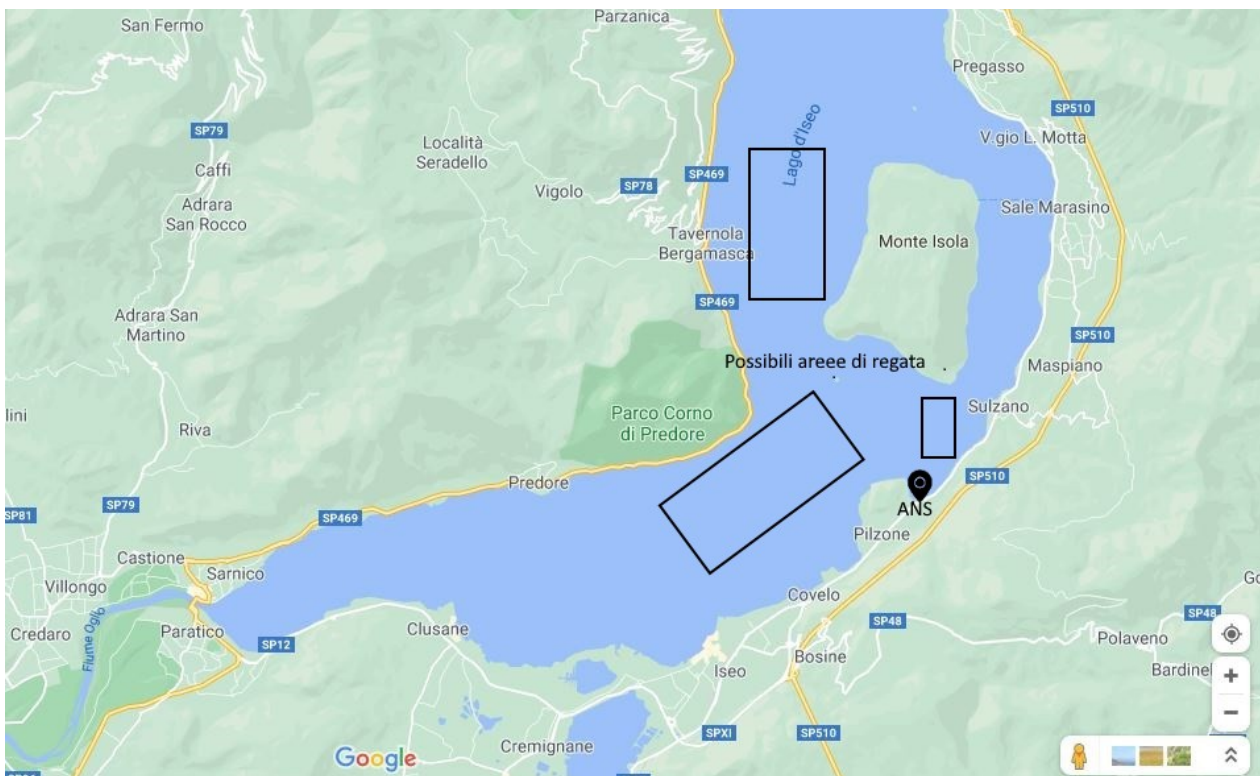 Parzanica
San Fermo
Pregasso
SP510
SP79
V.gio L. Motta
Località
Seradello
Lago d'Iseo
Caffi
SP469
Vigolo
SP78
Adrara
San Rocco
Sale Marasino
Tavernola
Bergamasca
Monte Isola
SP469
Adrara San
Martino
SP510
Possibili areee di regata
Maspiano
lini
Parco Corno
di Predore
Sulzano
Riva
SP510
Predore
SP79
ANS
SP81
SP469
Pilzone
Castione
Sarnico
Villongo
Covelo
Fiume Oglio
SP48
SP48
Credaro
Paratico
Clusane
SP12
Polaveno
Iseo
Bosine
Bardinel
SPXI
SP510
Cremignane
Google